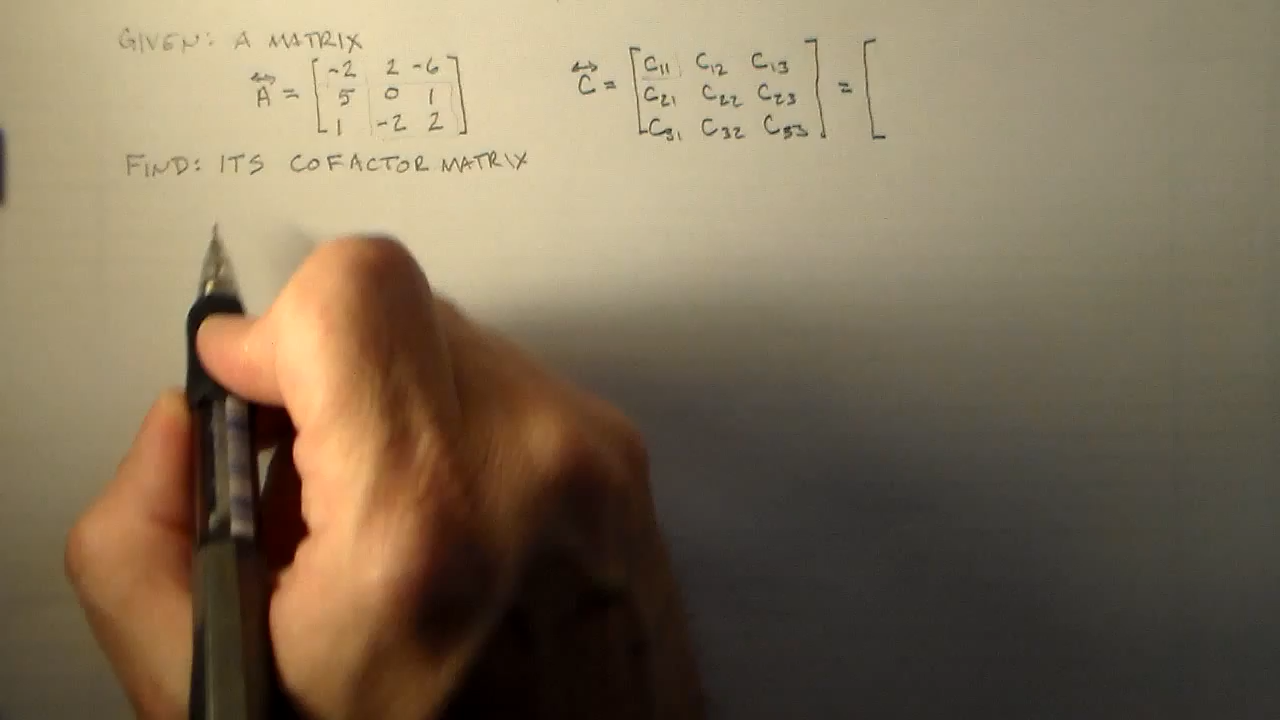 GIVEN: A MATRIX
↔A = [-2 2 -6
5 0 1
1 -2 2]
↔C = [C11 C12 C13
C21 C22 C23
C31 C32 C33] = [
FIND: ITS COFACTOR MATRIX